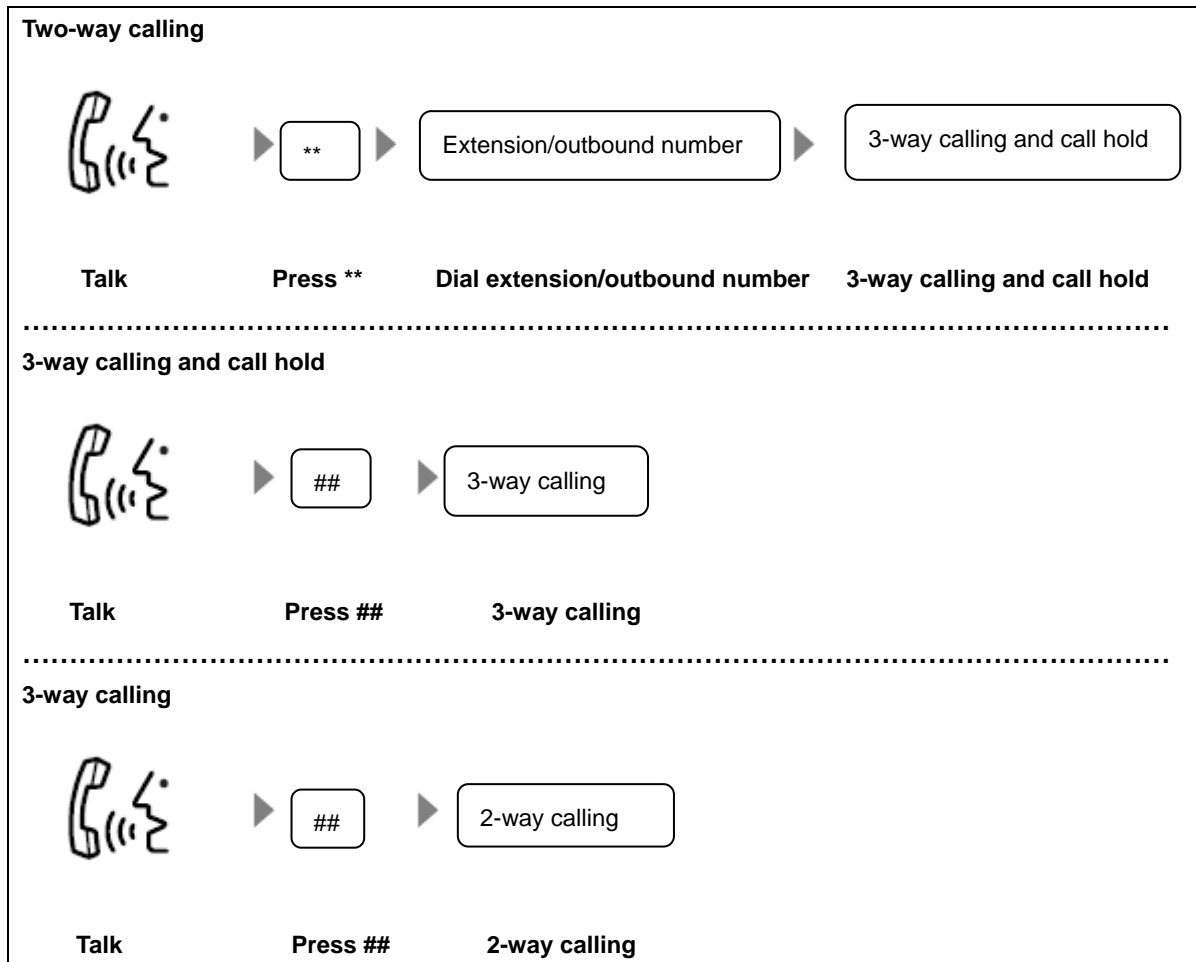 Two-way calling
** Extension/outbound number 3-way calling and call hold
Talk Press ** Dial extension/outbound number 3-way calling and call hold
3-way calling and call hold
## 3-way calling
Talk Press ## 3-way calling
3-way calling
## 2-way calling
Talk Press ## 2-way calling